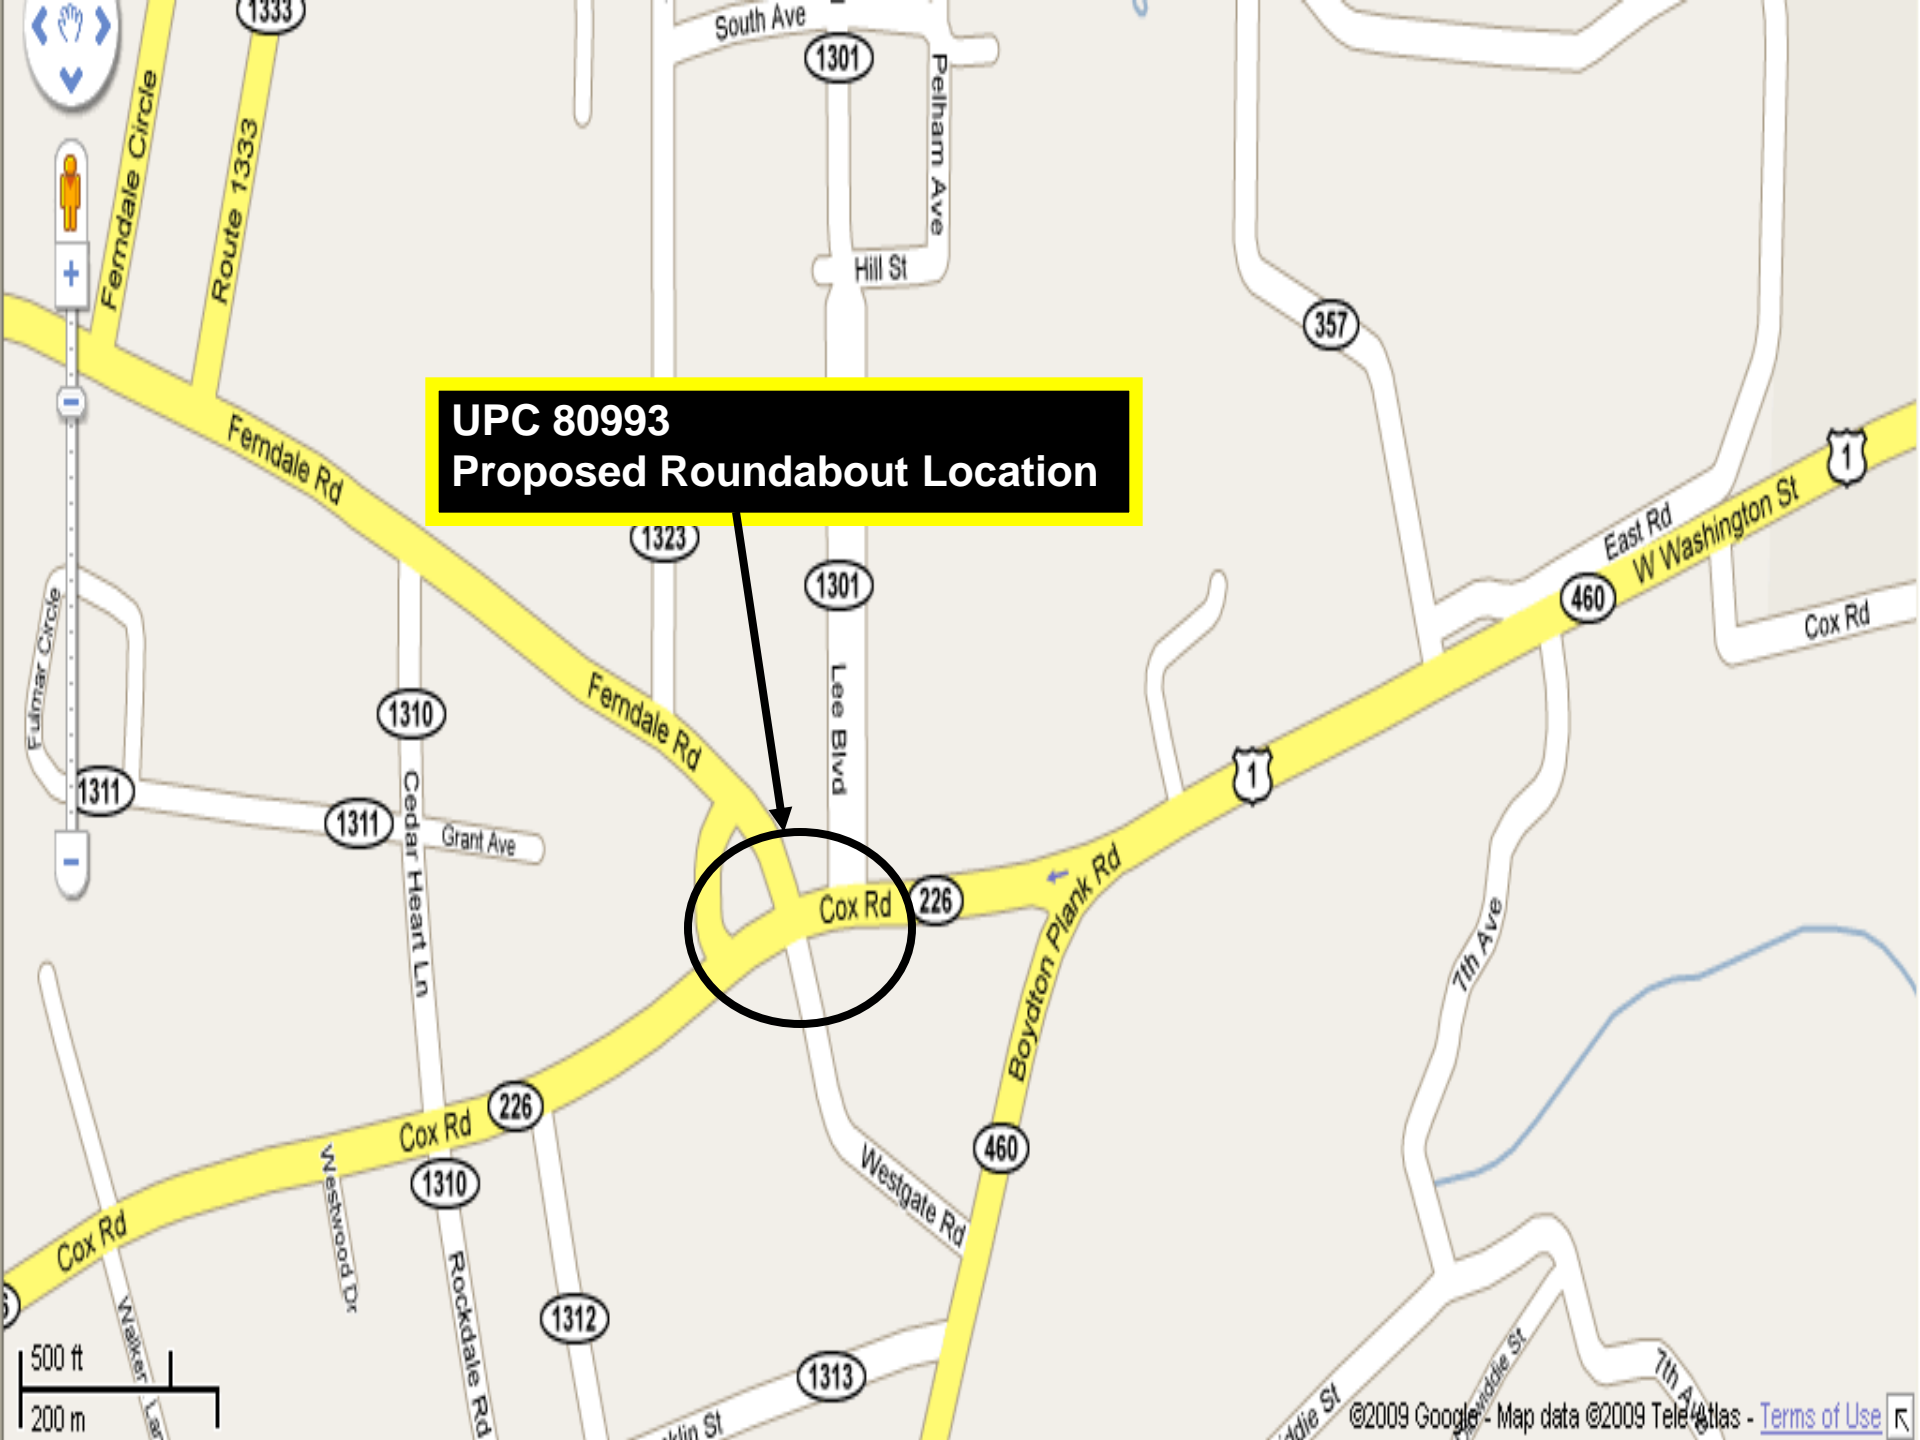 1333
South Ave
1301
Pelham Ave
Ferndale Circle
Route 1333
Hill St
357
UPC 80993
Proposed Roundabout Location
1
Ferndale Rd
W Washington St
East Rd
1323
1301
460
Cox Rd
Fulmar Circle
Ferndale Rd
Lee Blvd
1310
1
1311
1311
Cedar Heart Ln
Grant Ave
Cox Rd
226
Boydton Plank Rd
7th Ave
226
Cox Rd
460
1310
Westwood Dr
Westgate Rd
Cox Rd
Rockdale Rd
1312
Walker
1313
7th
500 ft
200 m
©2009 Google - Map data ©2009 Tele Atlas - Terms of Use